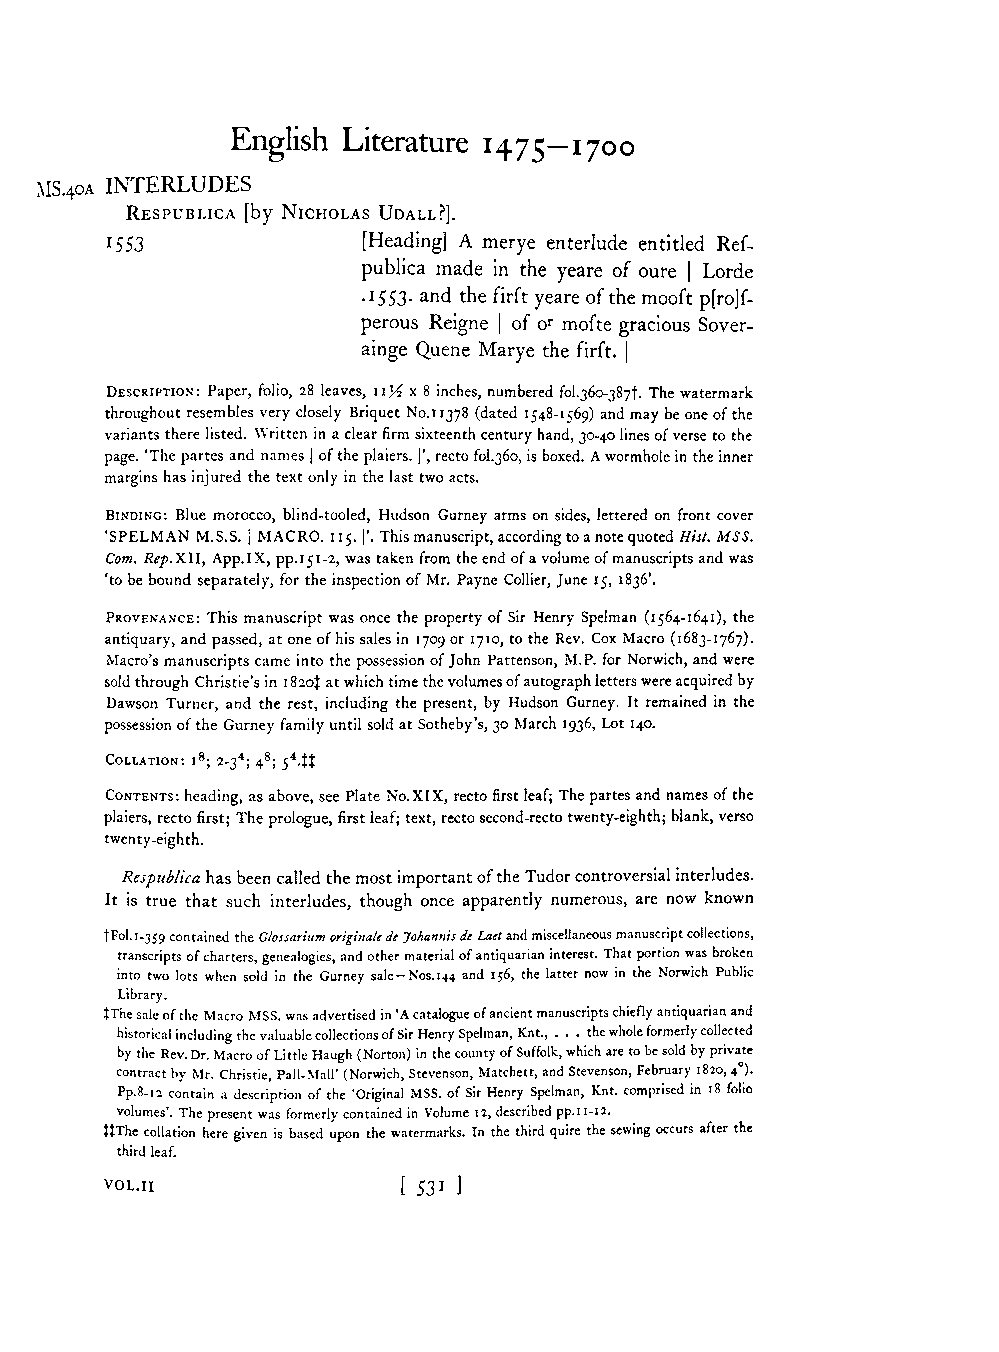 English Literature 1475—1700
MS.40A INTERLUDES
RESPUBLICA [by NICHOLAS UDALL?].
1553 [Heading] A merye enterlude entitled Reſ-
publica made in the yeare of oure | Lorde
.1553. and the firſt yeare of the mooſt p[ro]ſ-
perous Reigne | of oʳ moſte gracious Sover-
ainge Quene Marye the firſt. |
DESCRIPTION: Paper, folio, 28 leaves, 11½ x 8 inches, numbered fol.360-387†. The watermark
throughout resembles very closely Briquet No.11378 (dated 1548-1569) and may be one of the
variants there listed. Written in a clear firm sixteenth century hand, 30-40 lines of verse to the
page. ‘The partes and names | of the plaiers. |’, recto fol.360, is boxed. A wormhole in the inner
margins has injured the text only in the last two acts.
BINDING: Blue morocco, blind-tooled, Hudson Gurney arms on sides, lettered on front cover
‘SPELMAN M.S.S. | MACRO. 115. |’. This manuscript, according to a note quoted Hist. MSS.
Com. Rep.XII, App.IX, pp.151-2, was taken from the end of a volume of manuscripts and was
‘to be bound separately, for the inspection of Mr. Payne Collier, June 15, 1836’.
PROVENANCE: This manuscript was once the property of Sir Henry Spelman (1564-1641), the
antiquary, and passed, at one of his sales in 1709 or 1710, to the Rev. Cox Macro (1683-1767).
Macro’s manuscripts came into the possession of John Pattenson, M.P. for Norwich, and were
sold through Christie’s in 1820‡ at which time the volumes of autograph letters were acquired by
Dawson Turner, and the rest, including the present, by Hudson Gurney. It remained in the
possession of the Gurney family until sold at Sotheby’s, 30 March 1936, Lot 140.
COLLATION: 1⁸; 2-3⁴; 4⁸; 5⁴.‡‡
CONTENTS: heading, as above, see Plate No.XIX, recto first leaf; The partes and names of the
plaiers, recto first; The prologue, first leaf; text, recto second-recto twenty-eighth; blank, verso
twenty-eighth.
Respublica has been called the most important of the Tudor controversial interludes.
It is true that such interludes, though once apparently numerous, are now known
†Fol.1-359 contained the Glossarium originale de Johannis de Laet and miscellaneous manuscript collections,
transcripts of charters, genealogies, and other material of antiquarian interest. That portion was broken
into two lots when sold in the Gurney sale—Nos.144 and 156, the latter now in the Norwich Public
Library.
‡The sale of the Macro MSS. was advertised in ‘A catalogue of ancient manuscripts chiefly antiquarian and
historical including the valuable collections of Sir Henry Spelman, Knt., . . . the whole formerly collected
by the Rev. Dr. Macro of Little Haugh (Norton) in the county of Suffolk, which are to be sold by private
contract by Mr. Christie, Pall-Mall’ (Norwich, Stevenson, Matchett, and Stevenson, February 1820, 4°).
Pp.8-12 contain a description of the ‘Original MSS. of Sir Henry Spelman, Knt. comprised in 18 folio
volumes’. The present was formerly contained in Volume 12, described pp.11-12.
‡‡The collation here given is based upon the watermarks. In the third quire the sewing occurs after the
third leaf.
VOL.II [ 531 ]